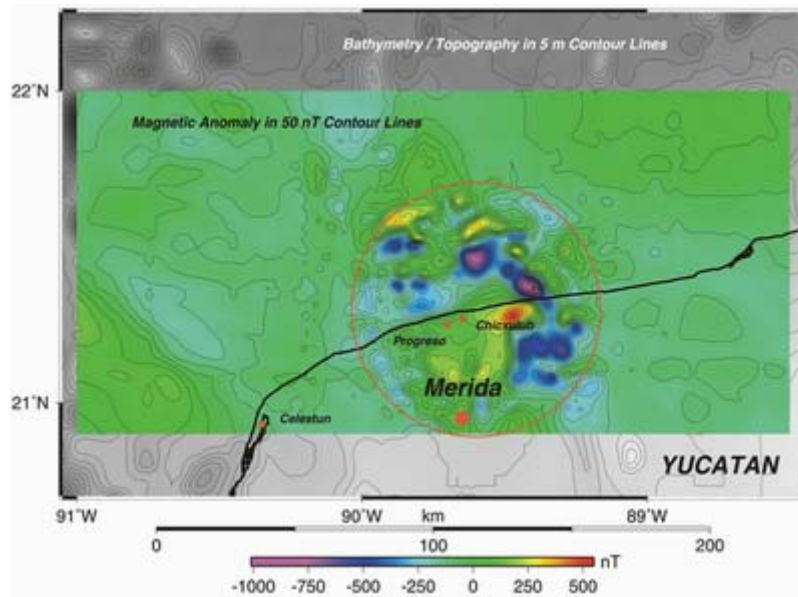 Bathymetry / Topography in 5 m Contour Lines
22°N
Magnetic Anomaly in 50 nT Contour Lines
Chicxulub
Progreso
Merida
21°N
Celestun
YUCATAN
91°W 90°W km 89°W
0 100 200
nT
-1000 -750 -500 -250 0 250 500